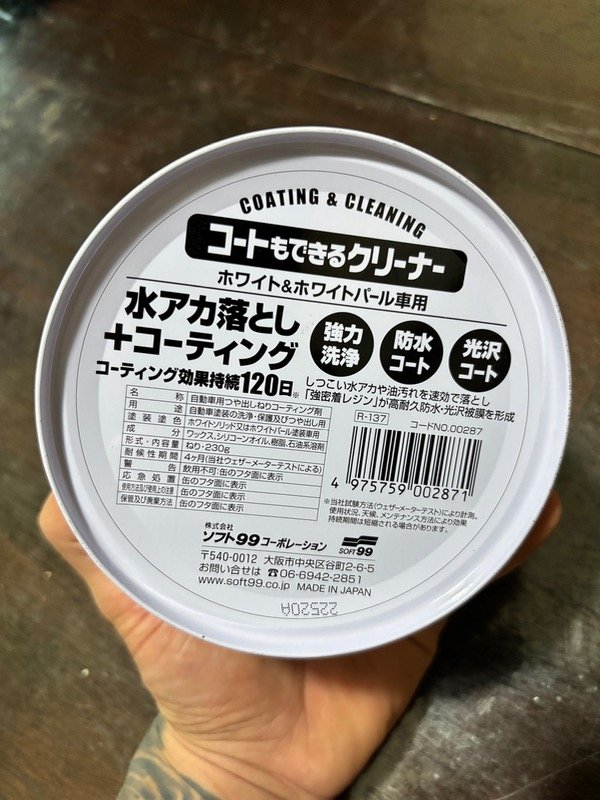 COATING & CLEANING
コートもできるクリーナー
ホワイト&ホワイトパール車用
水アカ落とし
+コーティング
コーティング効果持続120日※
強力
洗浄
防水
コート
光沢
コート
しつこい水アカや油汚れを速効で落とし
「強密着レジン」が高耐久防水・光沢被膜を形成
R-137 コードNO.00287
名称 自動車用つや出しねりコーティング剤
用途 自動車塗装の洗浄・保護及びつや出し用
塗装塗色 ホワイトソリッド又はホワイトパール塗装車用
成分 ワックス、シリコーンオイル、樹脂、石油系溶剤
形式・内容量 ねり・230g
耐候性期間 4ヶ月(当社ウェザーメーターテストによる)
警告 飲用不可:缶のフタ面に表示
応急処置 缶のフタ面に表示
使用方法及び使用上の注意 缶のフタ面に表示
保管及び廃棄方法 缶のフタ面に表示
4 975759 002871
※当社試験方法(ウェザーメーターテスト)により計測。
使用状況、天候、メンテナンス方法により効果
持続期間は短縮される場合があります。
株式会社
ソフト99コーポレーション
SOFT99
〒540-0012 大阪市中央区谷町2-6-5
お問い合せは ☎06-6942-2851
www.soft99.co.jp MADE IN JAPAN
22520A